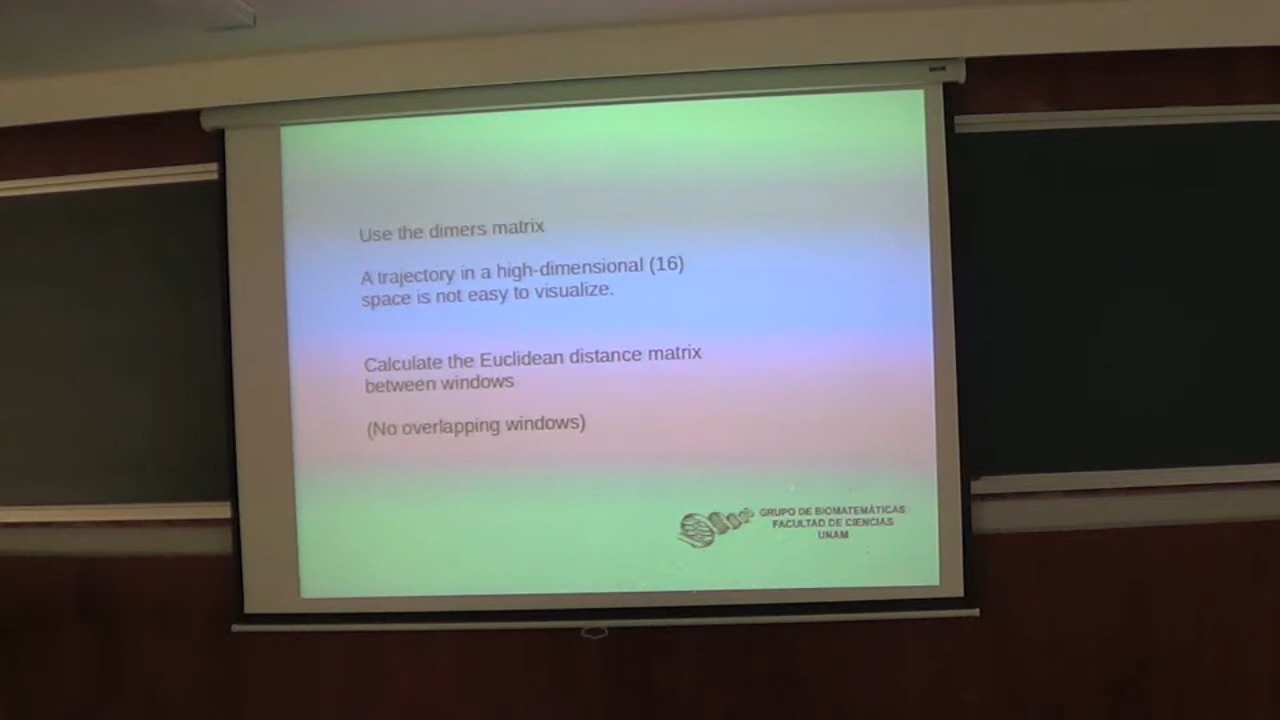 Use the dimers matrix
A trajectory in a high-dimensional (16)
space is not easy to visualize.
Calculate the Euclidean distance matrix
between windows
(No overlapping windows)
GRUPO DE BIOMATEMÁTICAS
FACULTAD DE CIENCIAS
UNAM